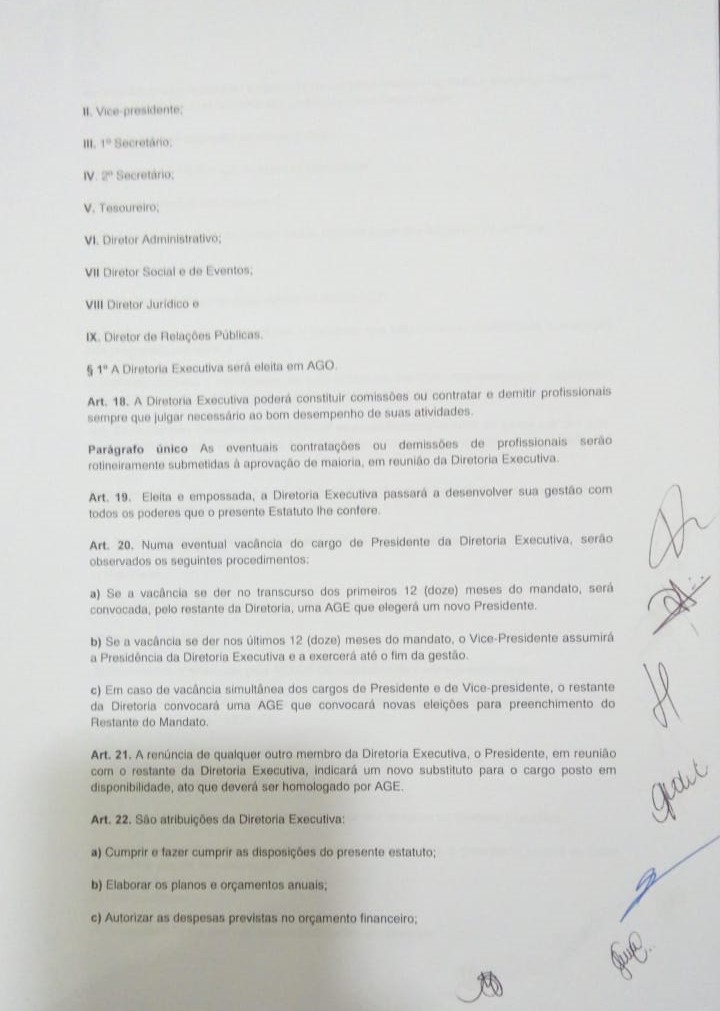 II. Vice-presidente;
III. 1º Secretário;
IV. 2º Secretário;
V. Tesoureiro;
VI. Diretor Administrativo;
VII Diretor Social e de Eventos;
VIII Diretor Jurídico e
IX. Diretor de Relações Públicas.
§ 1º A Diretoria Executiva será eleita em AGO.
Art. 18. A Diretoria Executiva poderá constituir comissões ou contratar e demitir profissionais
sempre que julgar necessário ao bom desempenho de suas atividades.
Parágrafo único As eventuais contratações ou demissões de profissionais serão
rotineiramente submetidas à aprovação de maioria, em reunião da Diretoria Executiva.
Art. 19. Eleita e empossada, a Diretoria Executiva passará a desenvolver sua gestão com
todos os poderes que o presente Estatuto lhe confere.
Art. 20. Numa eventual vacância do cargo de Presidente da Diretoria Executiva, serão
observados os seguintes procedimentos:
a) Se a vacância se der no transcurso dos primeiros 12 (doze) meses do mandato, será
convocada, pelo restante da Diretoria, uma AGE que elegerá um novo Presidente.
b) Se a vacância se der nos últimos 12 (doze) meses do mandato, o Vice-Presidente assumirá
a Presidência da Diretoria Executiva e a exercerá até o fim da gestão.
c) Em caso de vacância simultânea dos cargos de Presidente e de Vice-presidente, o restante
da Diretoria convocará uma AGE que convocará novas eleições para preenchimento do
Restante do Mandato.
Art. 21. A renúncia de qualquer outro membro da Diretoria Executiva, o Presidente, em reunião
com o restante da Diretoria Executiva, indicará um novo substituto para o cargo posto em
disponibilidade, ato que deverá ser homologado por AGE.
Art. 22. São atribuições da Diretoria Executiva:
a) Cumprir e fazer cumprir as disposições do presente estatuto;
b) Elaborar os planos e orçamentos anuais;
c) Autorizar as despesas previstas no orçamento financeiro;